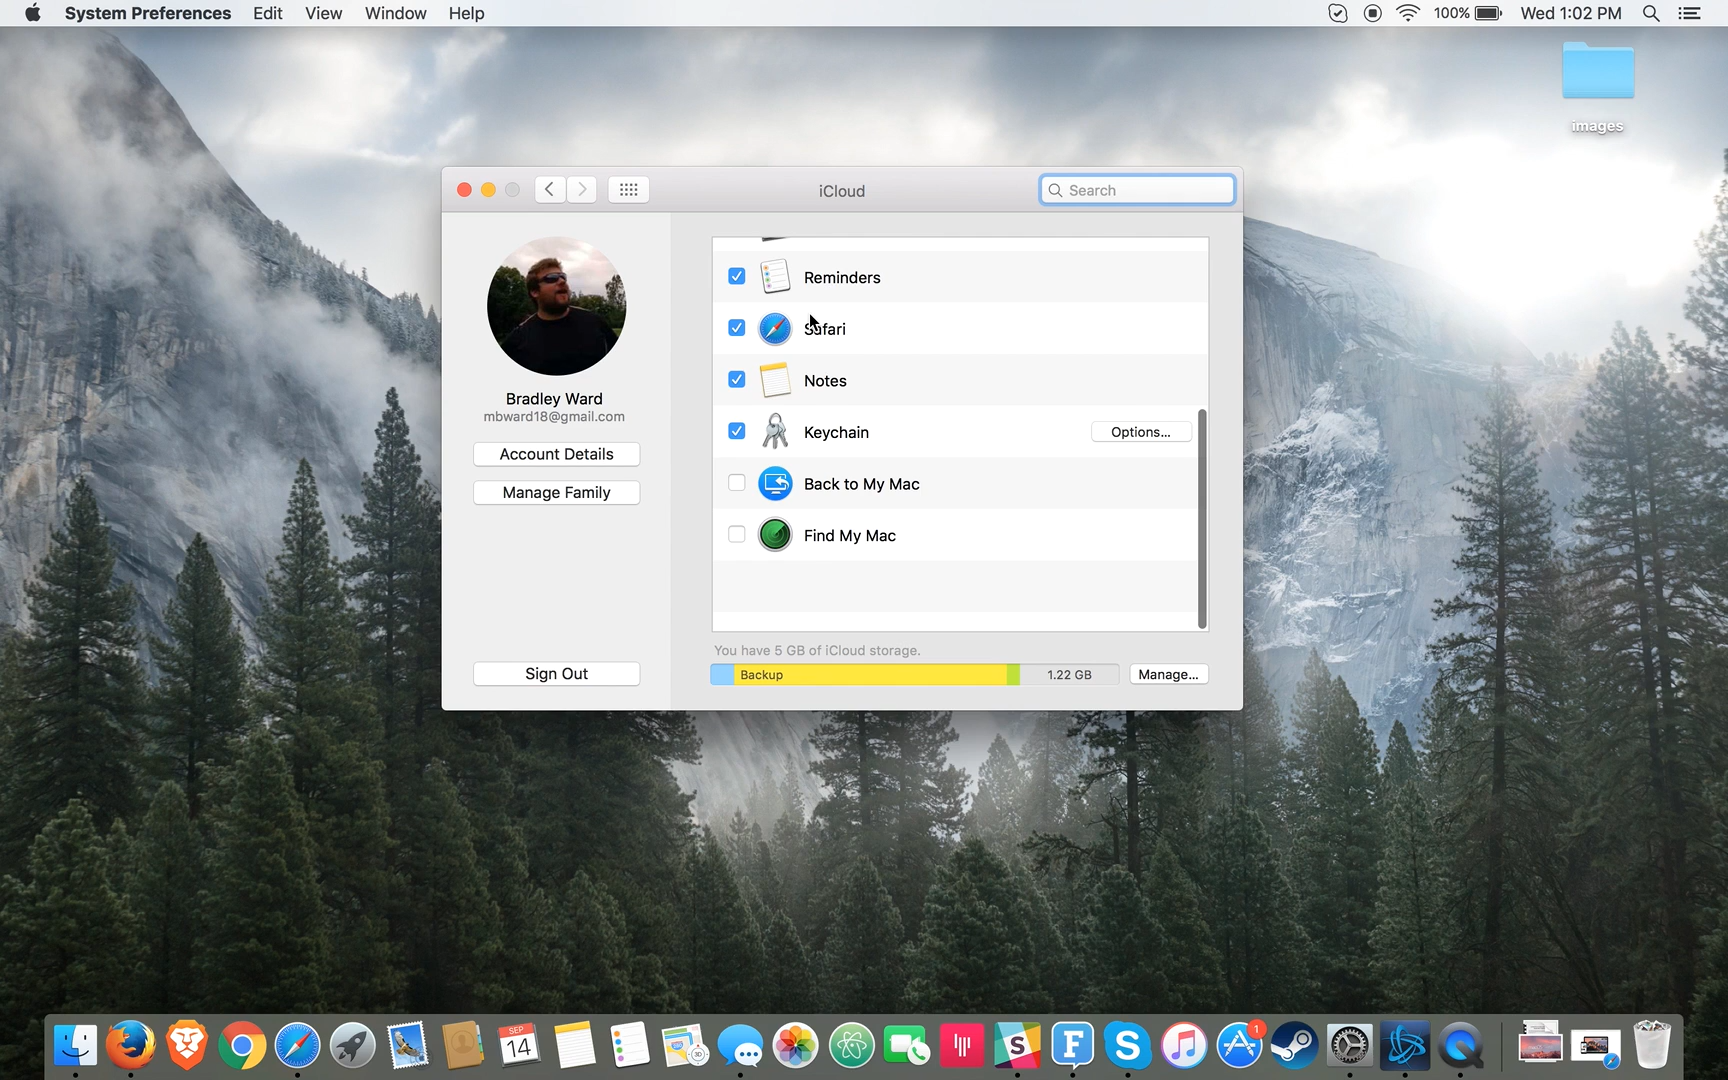 System Preferences Edit View Window Help 100% Wed 1:02 PM
images
iCloud
Search
Bradley Ward
mbward18@gmail.com
Account Details
Manage Family
Sign Out
Reminders
Safari
Notes
Keychain
Options...
Back to My Mac
Find My Mac
You have 5 GB of iCloud storage.
Backup
1.22 GB
Manage...
SEP
14
3D
S
F
S
1